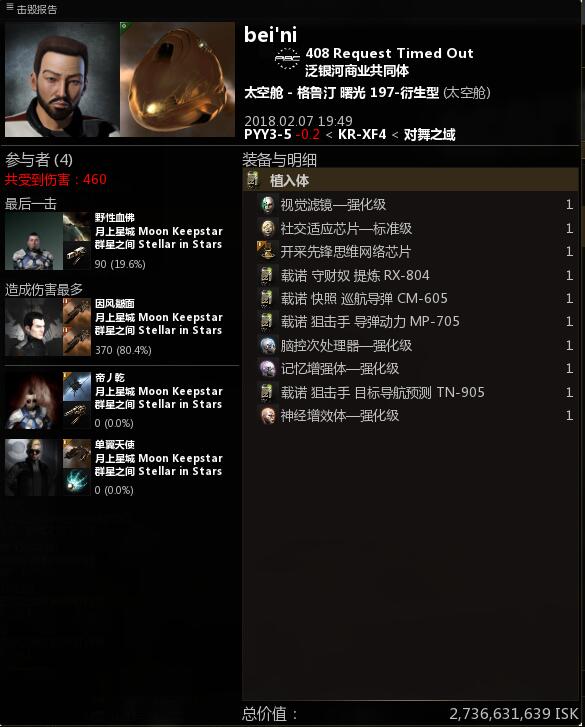 击毁报告
bei'ni
408 Request Timed Out
泛银河商业共同体
太空舱 - 格鲁汀 曙光 197-衍生型 (太空舱)
2018.02.07 19:49
PYY3-5 -0.2 < KR-XF4 < 对舞之域
参与者 (4)
共受到伤害：460
最后一击
野性血佛
月上星城 Moon Keepstar
群星之间 Stellar in Stars
90 (19.6%)
造成伤害最多
因风皺面
月上星城 Moon Keepstar
群星之间 Stellar in Stars
370 (80.4%)
帝丿乾
月上星城 Moon Keepstar
群星之间 Stellar in Stars
0 (0.0%)
单翼天使
月上星城 Moon Keepstar
群星之间 Stellar in Stars
0 (0.0%)
装备与明细
植入体
视觉滤镜—强化级 1
社交适应芯片—标准级 1
开采先锋思维网络芯片 1
载诺 守财奴 提炼 RX-804 1
载诺 快照 巡航导弹 CM-605 1
载诺 狙击手 导弹动力 MP-705 1
脑控次处理器—强化级 1
记忆增强体—强化级 1
载诺 狙击手 目标导航预测 TN-905 1
神经增效体—强化级 1
总价值： 2,736,631,639 ISK